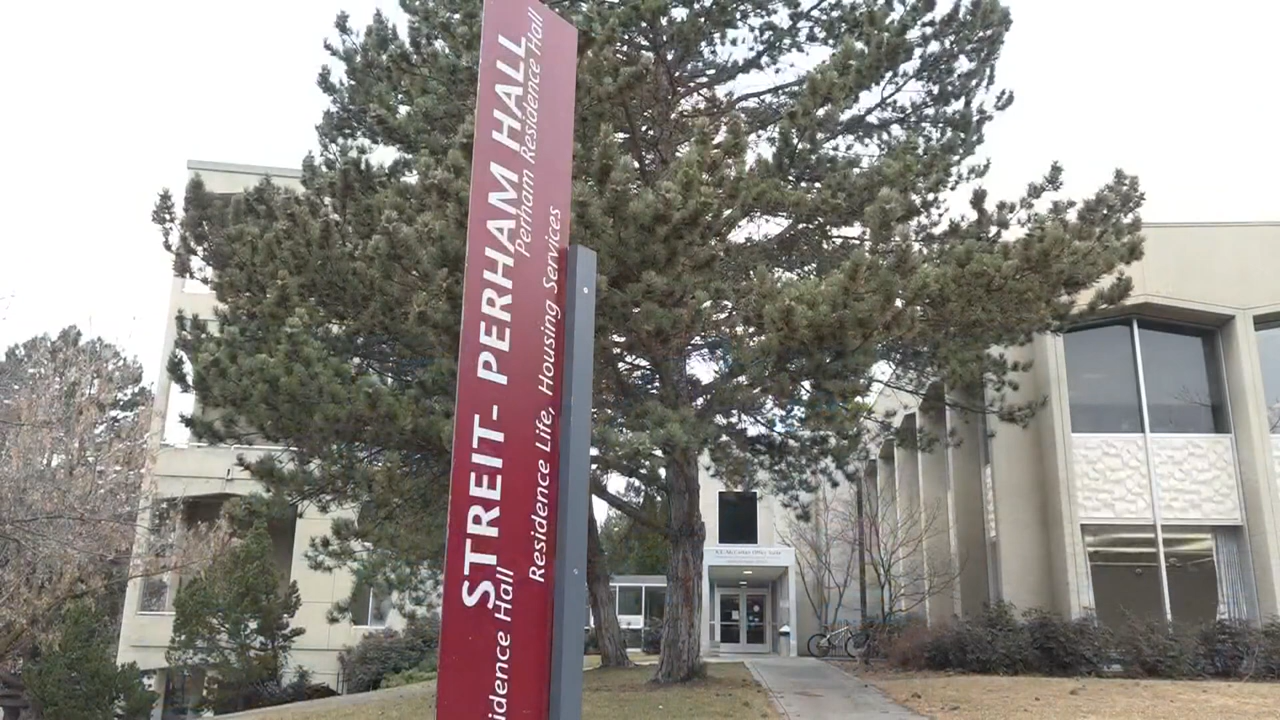 STREIT- PERHAM HALL
Perham Residence Hall
idence Hall
Residence Life, Housing Services